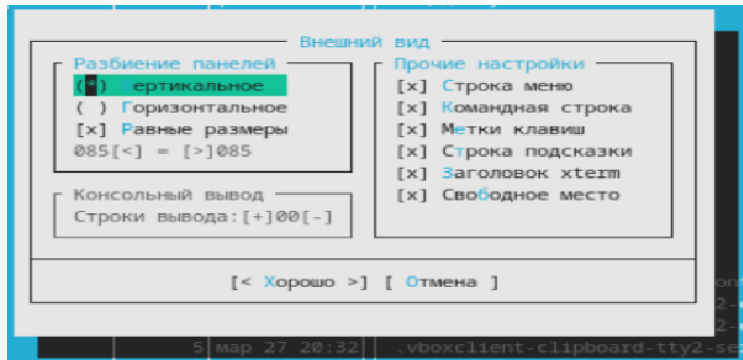 Внешний вид
Разбиение панелей
(*) Вертикальное
( ) Горизонтальное
[x] Равные размеры
085[<] = [>]085
Консольный вывод
Строки вывода:[+]00[-]
Прочие настройки
[x] Строка меню
[x] Командная строка
[x] Метки клавиш
[x] Строка подсказки
[x] Заголовок xterm
[x] Свободное место
[< Хорошо >] [ Отмена ]
5 мар 27 20:32 .vboxclient-clipboard-tty2-se